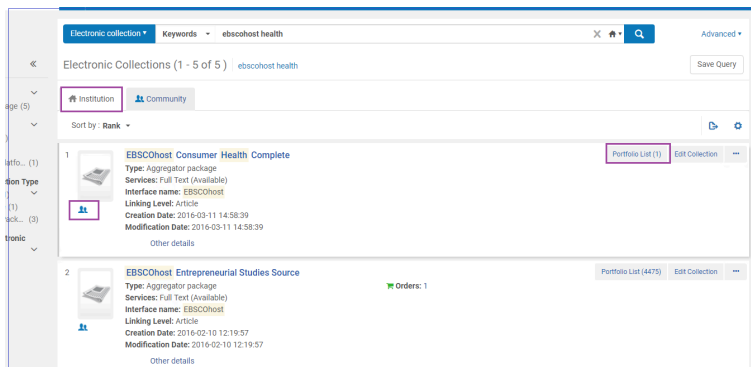 Electronic collection Keywords ebscohost health Advanced
Electronic Collections (1 - 5 of 5 ) ebscohost health Save Query
Institution Community
age (5)
Sort by : Rank
)
1 EBSCOhost Consumer Health Complete Portfolio List (1) Edit Collection
latfo... (1)
Type: Aggregator package
Services: Full Text (Available)
tion Type
Interface name: EBSCOhost
)
Linking Level: Article
(1)
Creation Date: 2016-03-11 14:58:39
ack... (3)
Modification Date: 2016-03-11 14:58:39
tronic
Other details
2 EBSCOhost Entrepreneurial Studies Source Portfolio List (4475) Edit Collection
Type: Aggregator package Orders: 1
Services: Full Text (Available)
Interface name: EBSCOhost
Linking Level: Article
Creation Date: 2016-02-10 12:19:57
Modification Date: 2016-02-10 12:19:57
Other details